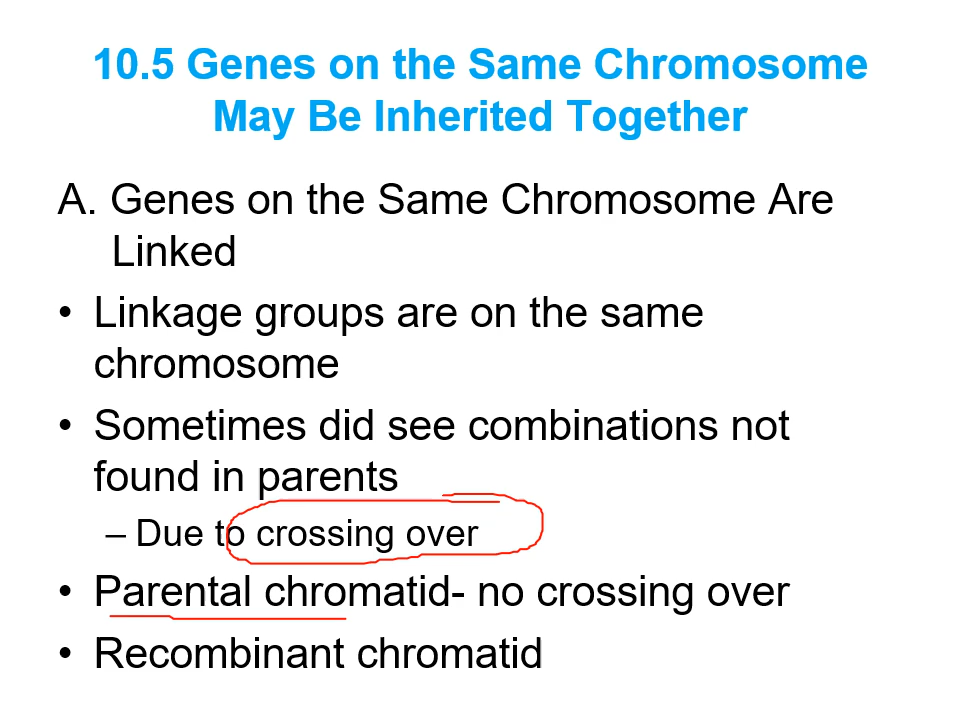 10.5 Genes on the Same Chromosome
May Be Inherited Together
A. Genes on the Same Chromosome Are
Linked
• Linkage groups are on the same
chromosome
• Sometimes did see combinations not
found in parents
– Due to crossing over
• Parental chromatid- no crossing over
• Recombinant chromatid